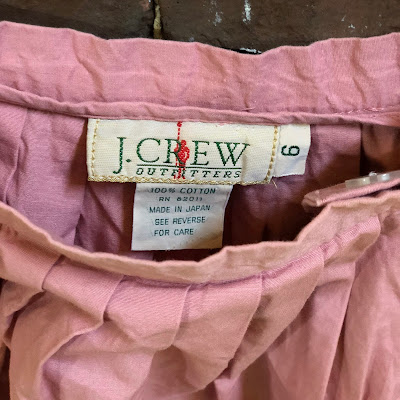 J.CREW
OUTFITTERS
6
100% COTTON
RN 62011
MADE IN JAPAN
SEE REVERSE
FOR CARE